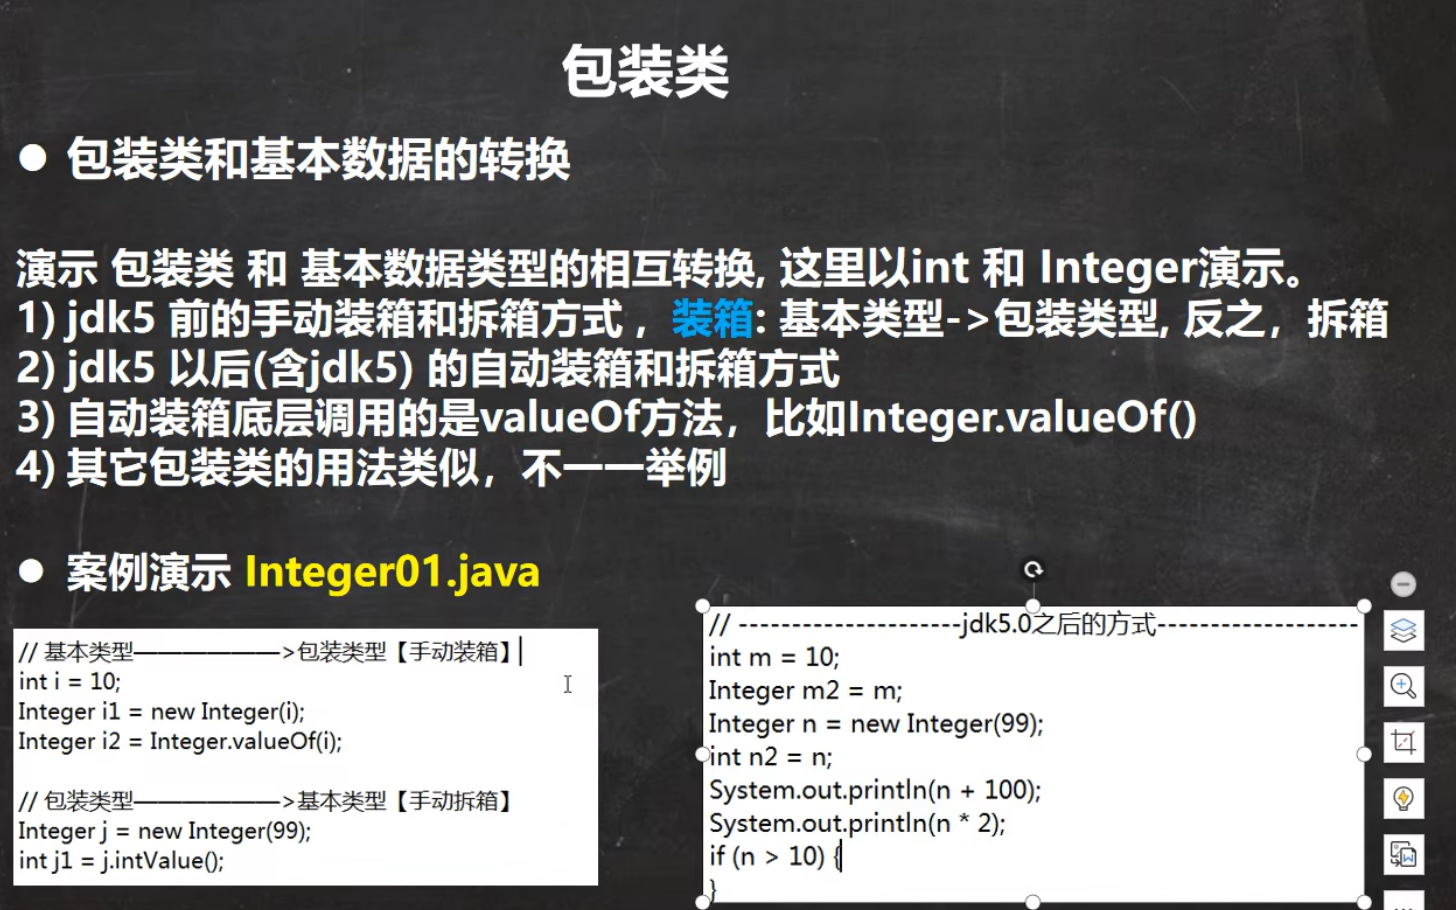 包装类
● 包装类和基本数据的转换
演示 包装类 和 基本数据类型的相互转换, 这里以int 和 Integer演示。
1) jdk5 前的手动装箱和拆箱方式 ，装箱: 基本类型->包装类型, 反之，拆箱
2) jdk5 以后(含jdk5) 的自动装箱和拆箱方式
3) 自动装箱底层调用的是valueOf方法，比如Integer.valueOf()
4) 其它包装类的用法类似，不一一举例
● 案例演示 Integer01.java
// 基本类型——————>包装类型【手动装箱】
int i = 10;
Integer i1 = new Integer(i);
Integer i2 = Integer.valueOf(i);
// 包装类型——————>基本类型【手动拆箱】
Integer j = new Integer(99);
int j1 = j.intValue();
// ---------------------jdk5.0之后的方式-------------------
int m = 10;
Integer m2 = m;
Integer n = new Integer(99);
int n2 = n;
System.out.println(n + 100);
System.out.println(n * 2);
if (n > 10) {
}